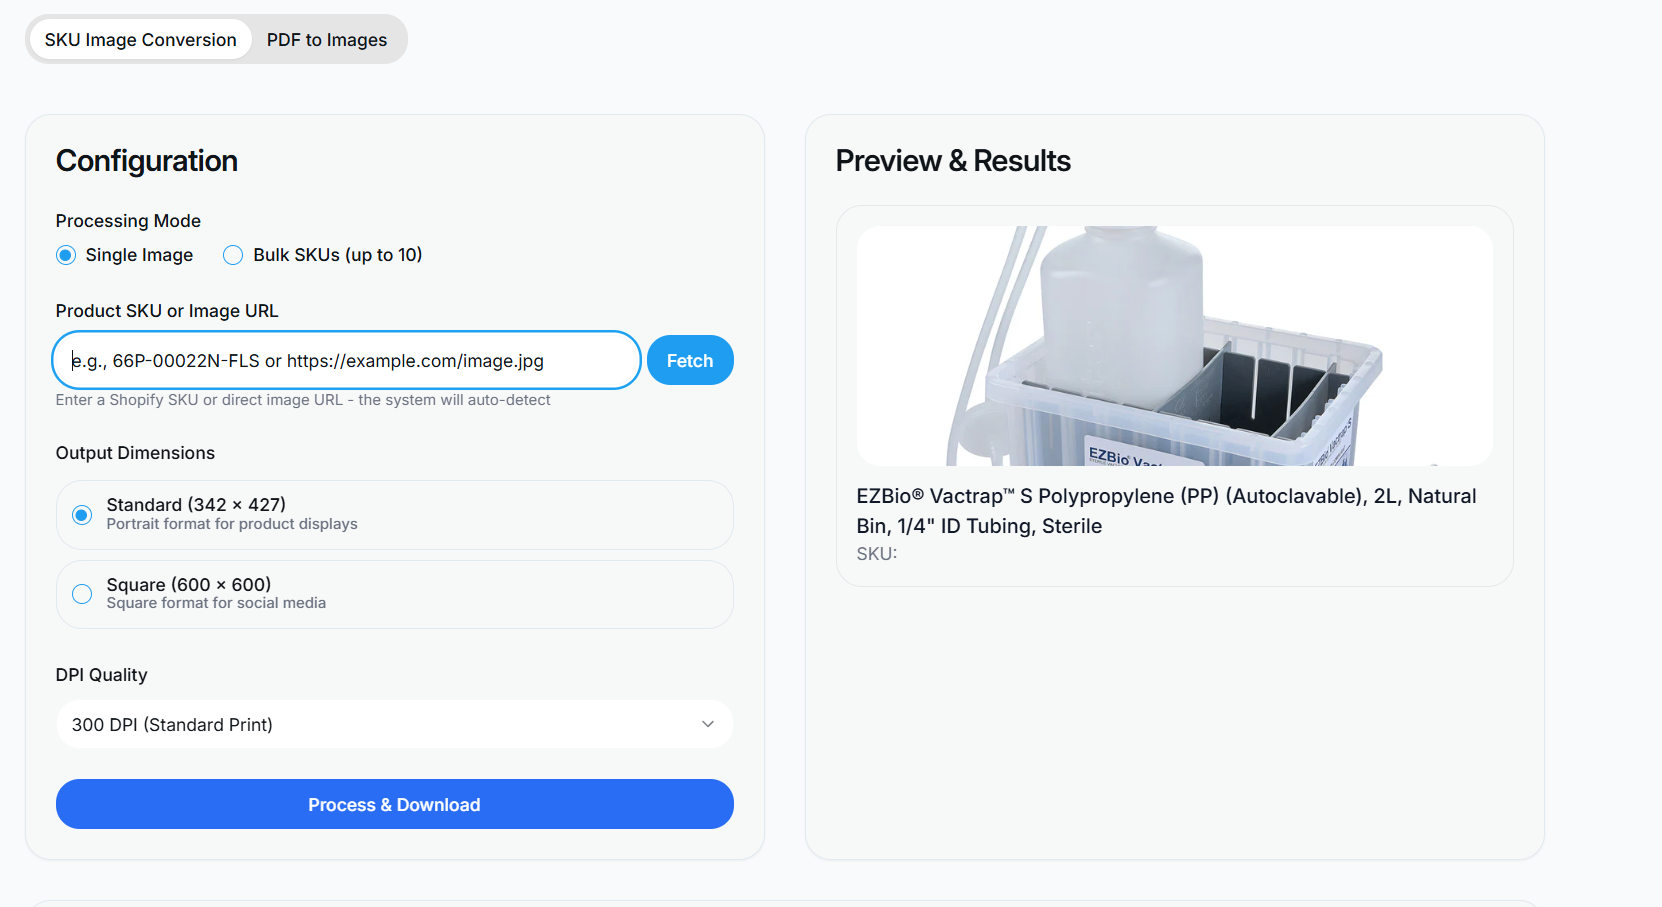 SKU Image Conversion
PDF to Images
Configuration
Processing Mode
Single Image
Bulk SKUs (up to 10)
Product SKU or Image URL
e.g., 66P-00022N-FLS or https://example.com/image.jpg
Fetch
Enter a Shopify SKU or direct image URL - the system will auto-detect
Output Dimensions
Standard (342 × 427)
Portrait format for product displays
Square (600 × 600)
Square format for social media
DPI Quality
300 DPI (Standard Print)
Process & Download
Preview & Results
EZBio®
EZBio® Vactrap™ S Polypropylene (PP) (Autoclavable), 2L, Natural
Bin, 1/4" ID Tubing, Sterile
SKU: